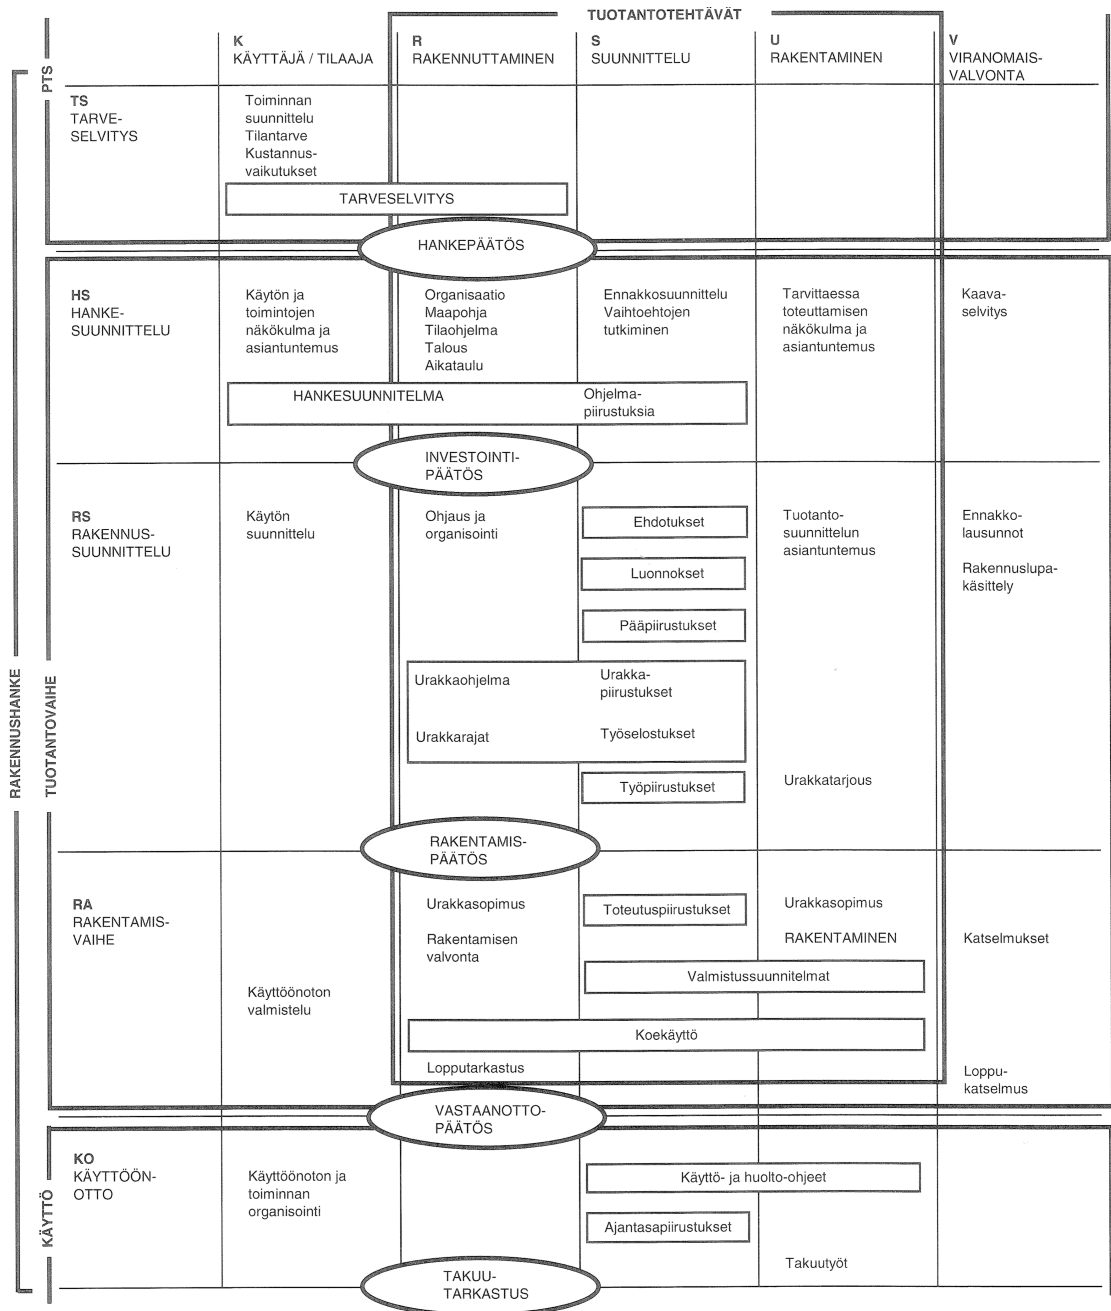 TUOTANTOTEHTÄVÄT
K
KÄYTTÄJÄ / TILAAJA
R
RAKENNUTTAMINEN
S
SUUNNITTELU
U
RAKENTAMINEN
V
VIRANOMAIS-
VALVONTA
PTS
RAKENNUSHANKE
TUOTANTOVAIHE
KÄYTTÖ
TS
TARVE-
SELVITYS
Toiminnan
suunnittelu
Tilantarve
Kustannus-
vaikutukset
TARVESELVITYS
HANKEPÄÄTÖS
HS
HANKE-
SUUNNITTELU
Käytön ja
toimintojen
näkökulma ja
asiantuntemus
Organisaatio
Maapohja
Tilaohjelma
Talous
Aikataulu
Ennakkosuunnittelu
Vaihtoehtojen
tutkiminen
Tarvittaessa
toteuttamisen
näkökulma ja
asiantuntemus
Kaava-
selvitys
HANKESUUNNITELMA
Ohjelma-
piirustuksia
INVESTOINTI-
PÄÄTÖS
RS
RAKENNUS-
SUUNNITTELU
Käytön
suunnittelu
Ohjaus ja
organisointi
Ehdotukset
Luonnokset
Pääpiirustukset
Tuotanto-
suunnittelun
asiantuntemus
Ennakko-
lausunnot
Rakennuslupa-
käsittely
Urakkaohjelma
Urakka-
piirustukset
Urakkarajat
Työselostukset
Työpiirustukset
Urakkatarjous
RAKENTAMIS-
PÄÄTÖS
RA
RAKENTAMIS-
VAIHE
Urakkasopimus
Toteutuspiirustukset
Urakkasopimus
Rakentamisen
valvonta
RAKENTAMINEN
Katselmukset
Valmistussuunnitelmat
Käyttöönoton
valmistelu
Koekäyttö
Lopputarkastus
Loppu-
katselmus
VASTAANOTTO-
PÄÄTÖS
KO
KÄYTTÖÖN-
OTTO
Käyttöönoton ja
toiminnan
organisointi
Käyttö- ja huolto-ohjeet
Ajantasapiirustukset
Takuutyöt
TAKUU-
TARKASTUS